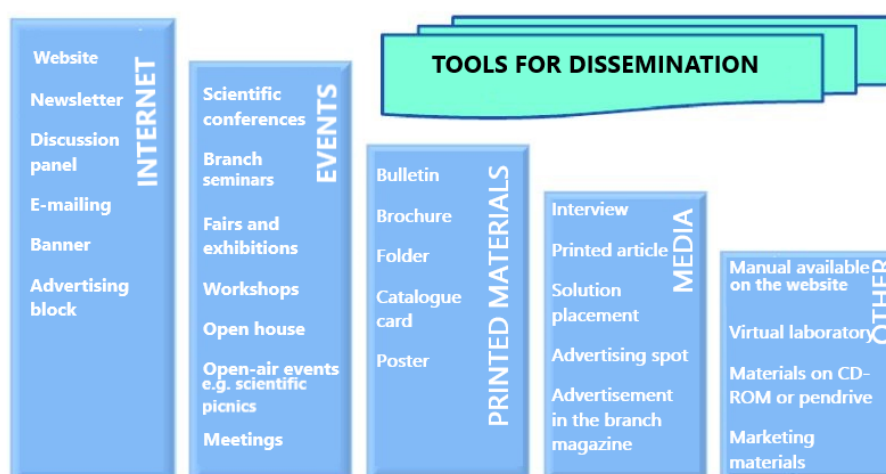 TOOLS FOR DISSEMINATION
INTERNET
Website
Newsletter
Discussion
panel
E-mailing
Banner
Advertising
block
EVENTS
Scientific
conferences
Branch
seminars
Fairs and
exhibitions
Workshops
Open house
Open-air events
e.g. scientific
picnics
Meetings
PRINTED MATERIALS
Bulletin
Brochure
Folder
Catalogue
card
Poster
MEDIA
Interview
Printed article
Solution
placement
Advertising spot
Advertisement
in the branch
magazine
OTHER
Manual available
on the website
Virtual laboratory
Materials on CD-
ROM or pendrive
Marketing
materials